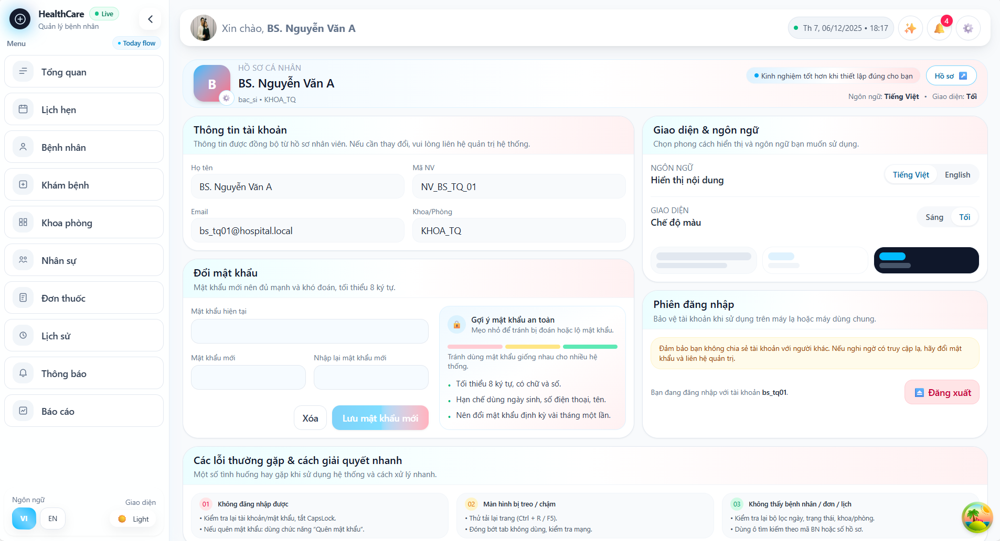 HealthCare
Live
Quản lý bệnh nhân
Menu
Today flow
Tổng quan
Lịch hẹn
Bệnh nhân
Khám bệnh
Khoa phòng
Nhân sự
Đơn thuốc
Lịch sử
Thông báo
Báo cáo
Ngôn ngữ
Giao diện
VI
EN
Light
Xin chào, BS. Nguyễn Văn A
Th 7, 06/12/2025 • 18:17
4
B
HỒ SƠ CÁ NHÂN
BS. Nguyễn Văn A
bac_si • KHOA_TQ
Kinh nghiệm tốt hơn khi thiết lập đúng cho bạn
Hồ sơ
Ngôn ngữ: Tiếng Việt • Giao diện: Tối
Thông tin tài khoản
Thông tin được đồng bộ từ hồ sơ nhân viên. Nếu cần thay đổi, vui lòng liên hệ quản trị hệ thống.
Họ tên
Mã NV
BS. Nguyễn Văn A
NV_BS_TQ_01
Email
Khoa/Phòng
bs_tq01@hospital.local
KHOA_TQ
Đổi mật khẩu
Mật khẩu mới nên đủ mạnh và khó đoán, tối thiểu 8 ký tự.
Mật khẩu hiện tại
Mật khẩu mới
Nhập lại mật khẩu mới
Xóa
Lưu mật khẩu mới
Gợi ý mật khẩu an toàn
Mẹo nhỏ để tránh bị đoán hoặc lộ mật khẩu.
Tránh dùng mật khẩu giống nhau cho nhiều hệ
thống.
• Tối thiểu 8 ký tự, có chữ và số.
• Hạn chế dùng ngày sinh, số điện thoại, tên.
• Nên đổi mật khẩu định kỳ vài tháng một lần.
Giao diện & ngôn ngữ
Chọn phong cách hiển thị và ngôn ngữ bạn muốn sử dụng.
NGÔN NGỮ
Hiển thị nội dung
Tiếng Việt
English
GIAO DIỆN
Chế độ màu
Sáng
Tối
Phiên đăng nhập
Bảo vệ tài khoản khi sử dụng trên máy lạ hoặc máy dùng chung.
Đảm bảo bạn không chia sẻ tài khoản với người khác. Nếu nghi ngờ có truy cập lạ, hãy đổi mật
khẩu và liên hệ quản trị.
Bạn đang đăng nhập với tài khoản bs_tq01.
Đăng xuất
Các lỗi thường gặp & cách giải quyết nhanh
Một số tình huống hay gặp khi sử dụng hệ thống và cách xử lý nhanh.
01 Không đăng nhập được
• Kiểm tra lại tài khoản/mật khẩu, tắt CapsLock.
• Nếu quên mật khẩu: dùng chức năng “Quên mật khẩu”.
02 Màn hình bị treo / chậm
• Thử tải lại trang (Ctrl + R / F5).
• Đóng bớt tab không dùng, kiểm tra mạng.
03 Không thấy bệnh nhân / đơn / lịch
• Kiểm tra lại bộ lọc ngày, trạng thái, khoa/phòng.
• Dùng ô tìm kiếm theo mã BN hoặc số hồ sơ.